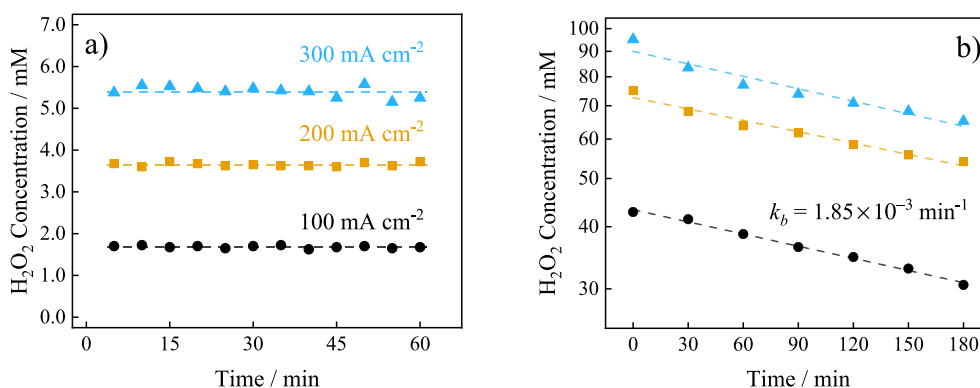 a)
H₂O₂ Concentration / mM
7.0
6.0
5.0
4.0
3.0
2.0
1.0
0.0
300 mA cm⁻²
200 mA cm⁻²
100 mA cm⁻²
0 15 30 45 60
Time / min
b)
H₂O₂ Concentration / mM
100
90
80
70
60
50
40
30
k_b = 1.85×10⁻³ min⁻¹
0 30 60 90 120 150 180
Time / min